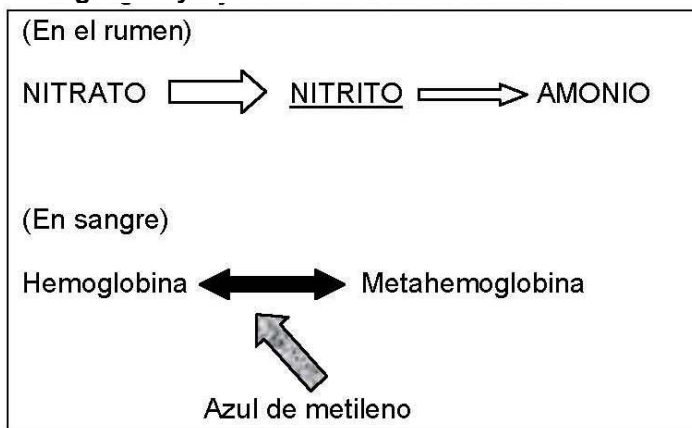 (En el rumen)
NITRATO NITRITO AMONIO
(En sangre)
Hemoglobina Metahemoglobina
Azul de metileno